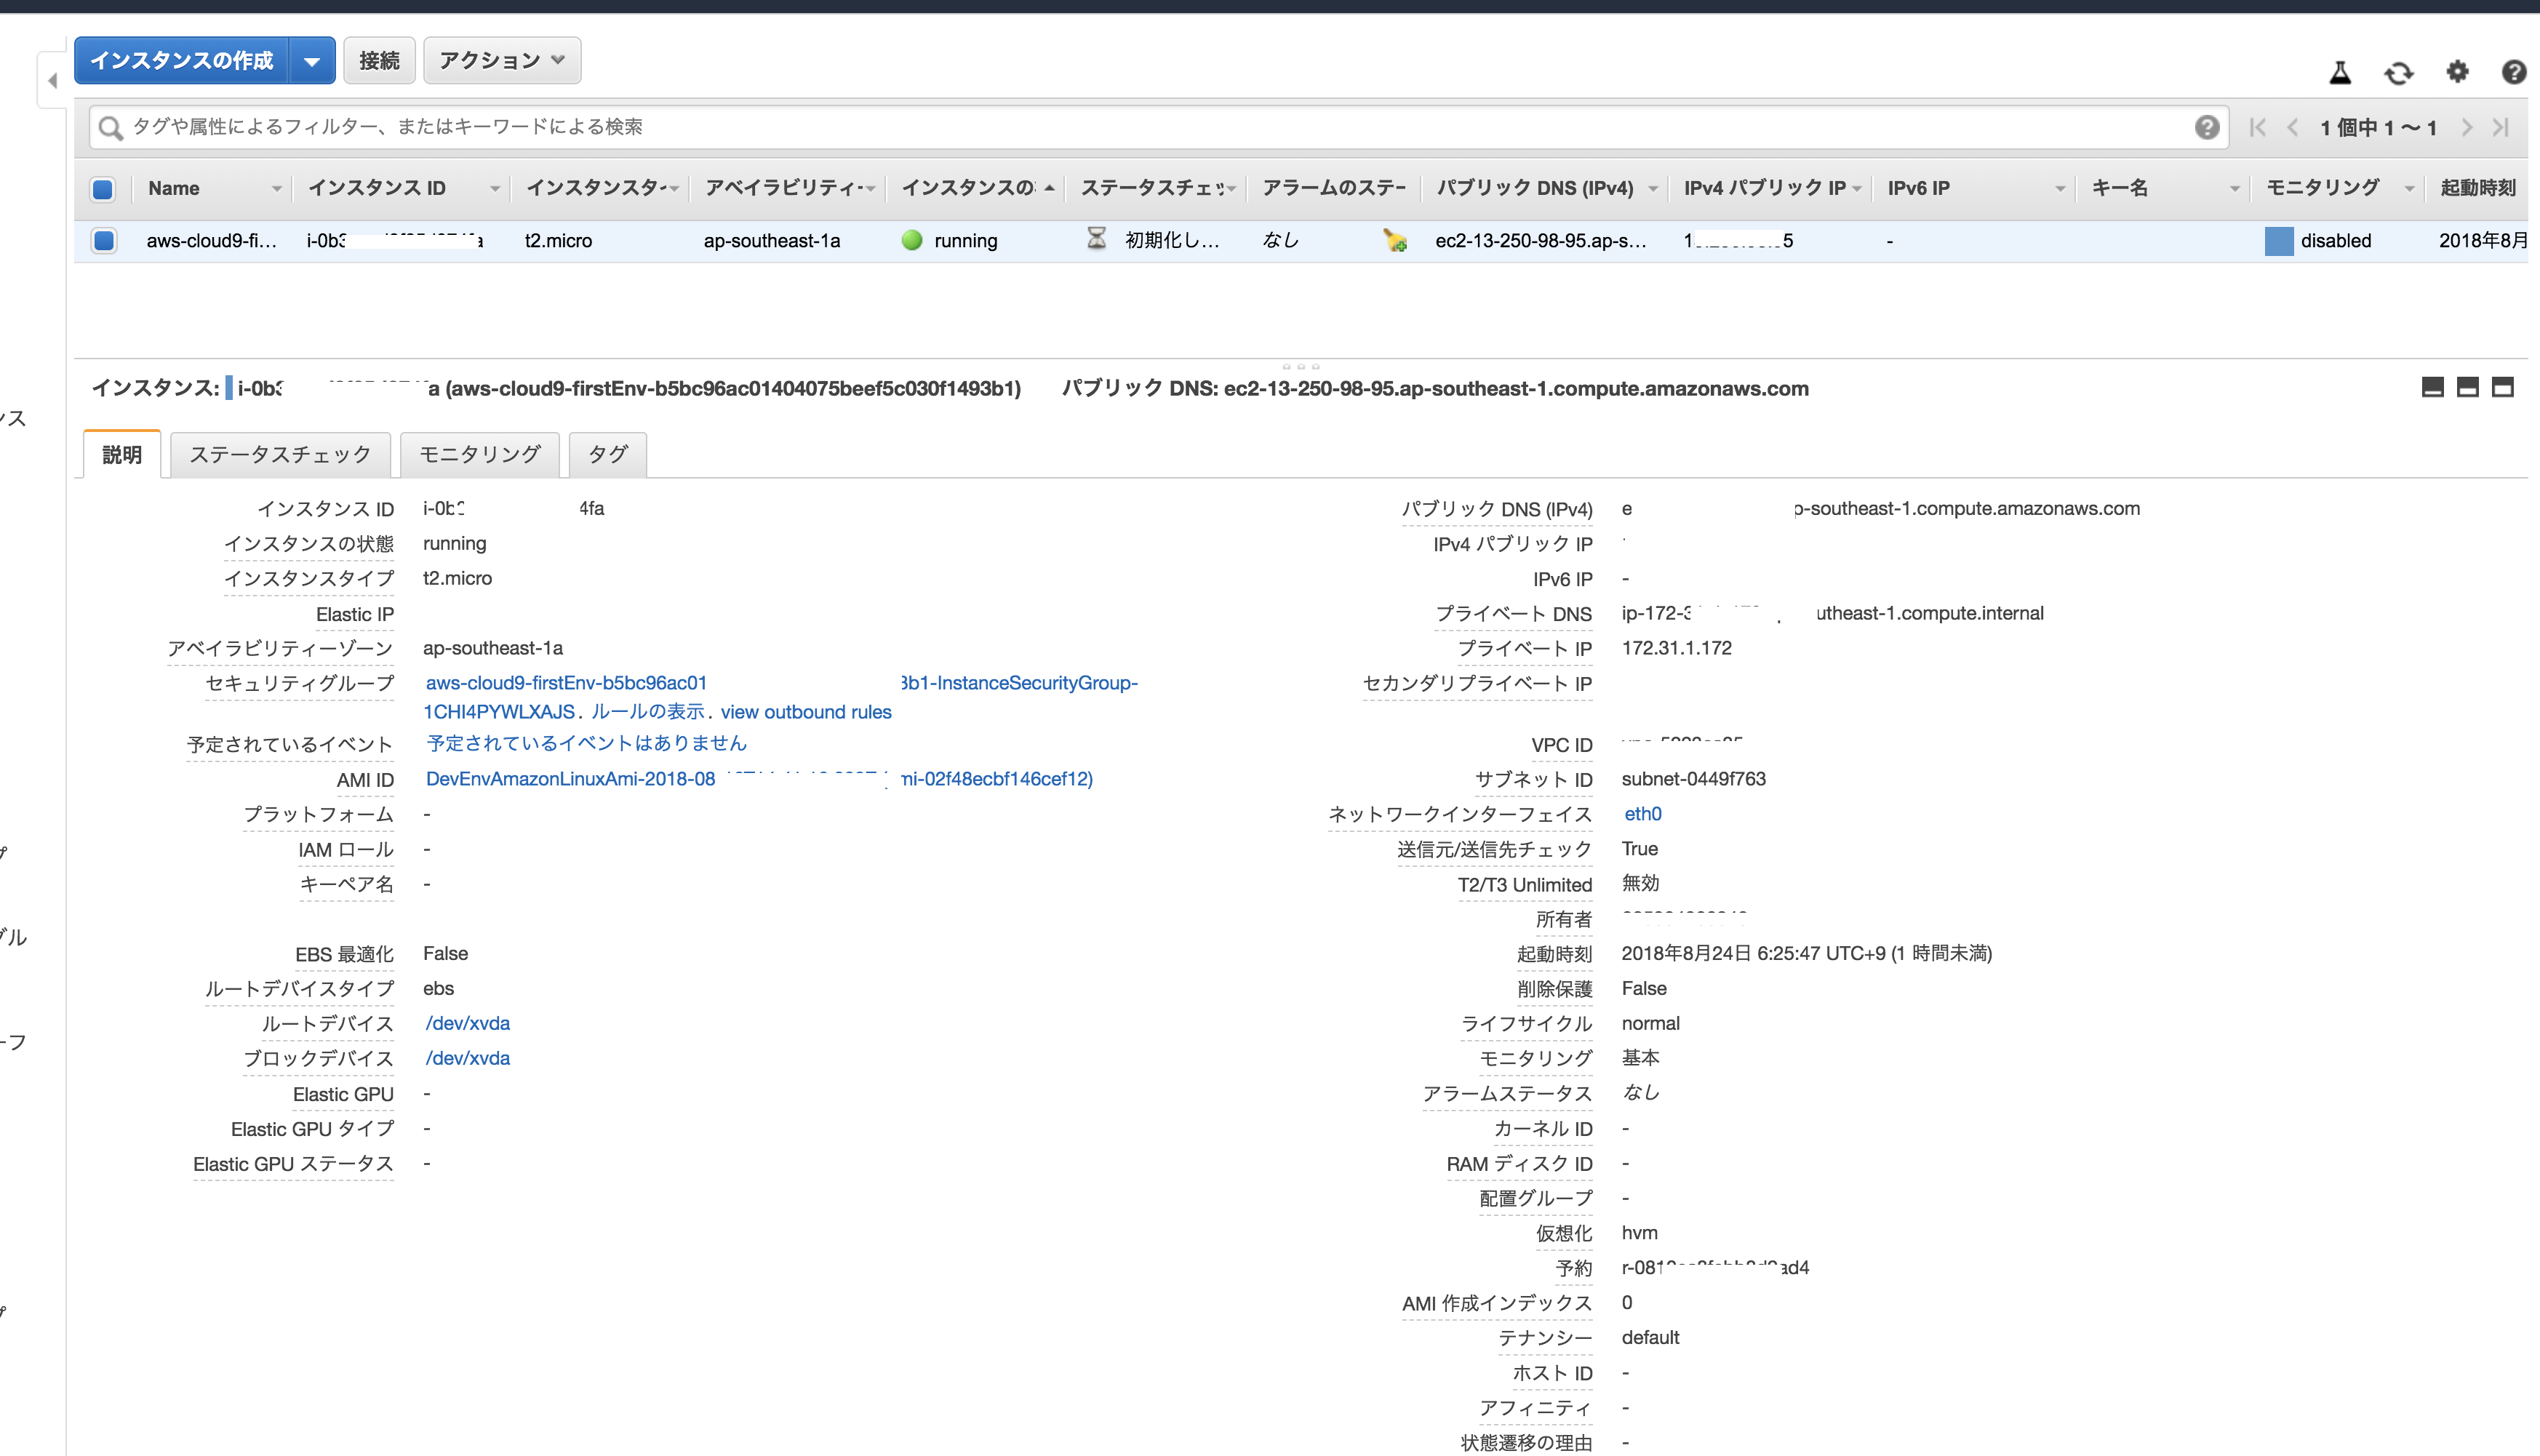 インスタンスの作成 接続 アクション
タグや属性によるフィルター、またはキーワードによる検索 1 個中 1 ～ 1
Name インスタンス ID インスタンスタ アベイラビリティ インスタンスの ステータスチェッ アラームのステー パブリック DNS (IPv4) IPv4 パブリック IP IPv6 IP キー名 モニタリング 起動時刻
aws-cloud9-fi… t2.micro ap-southeast-1a running 初期化し… なし ec2-13-250-98-95.ap-s… - disabled 2018年8月
インスタンス: i-0b a (aws-cloud9-firstEnv-b5bc96ac01404075beef5c030f1493b1) パブリック DNS: ec2-13-250-98-95.ap-southeast-1.compute.amazonaws.com
ンス
説明 ステータスチェック モニタリング タグ
インスタンス ID i-0b 4fa
インスタンスの状態 running
インスタンスタイプ t2.micro
Elastic IP
アベイラビリティーゾーン ap-southeast-1a
セキュリティグループ aws-cloud9-firstEnv-b5bc96ac01 3b1-InstanceSecurityGroup-
1CHI4PYWLXAJS. ルールの表示. view outbound rules
予定されているイベント 予定されているイベントはありません
AMI ID DevEnvAmazonLinuxAmi-2018-08 mi-02f48ecbf146cef12)
プラットフォーム -
IAM ロール -
キーペア名 -
EBS 最適化 False
ルートデバイスタイプ ebs
ルートデバイス /dev/xvda
ブロックデバイス /dev/xvda
Elastic GPU -
Elastic GPU タイプ -
Elastic GPU ステータス -
パブリック DNS (IPv4) e p-southeast-1.compute.amazonaws.com
IPv4 パブリック IP
IPv6 IP -
プライベート DNS ip-172-3 utheast-1.compute.internal
プライベート IP 172.31.1.172
セカンダリプライベート IP
VPC ID
サブネット ID subnet-0449f763
ネットワークインターフェイス eth0
送信元/送信先チェック True
T2/T3 Unlimited 無効
所有者
起動時刻 2018年8月24日 6:25:47 UTC+9 (1 時間未満)
削除保護 False
ライフサイクル normal
モニタリング 基本
アラームステータス なし
カーネル ID -
RAM ディスク ID -
配置グループ -
仮想化 hvm
予約 r-081 ad4
AMI 作成インデックス 0
テナンシー default
ホスト ID -
アフィニティ -
状態遷移の理由 -